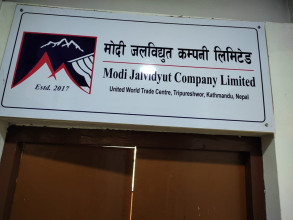 मोदी जलविद्युत कम्पनी लिमिटेड
Modi Jalvidyut Company Limited
United World Trade Centre, Tripureshwor, Kathmandu, Nepal
Estd. 2017